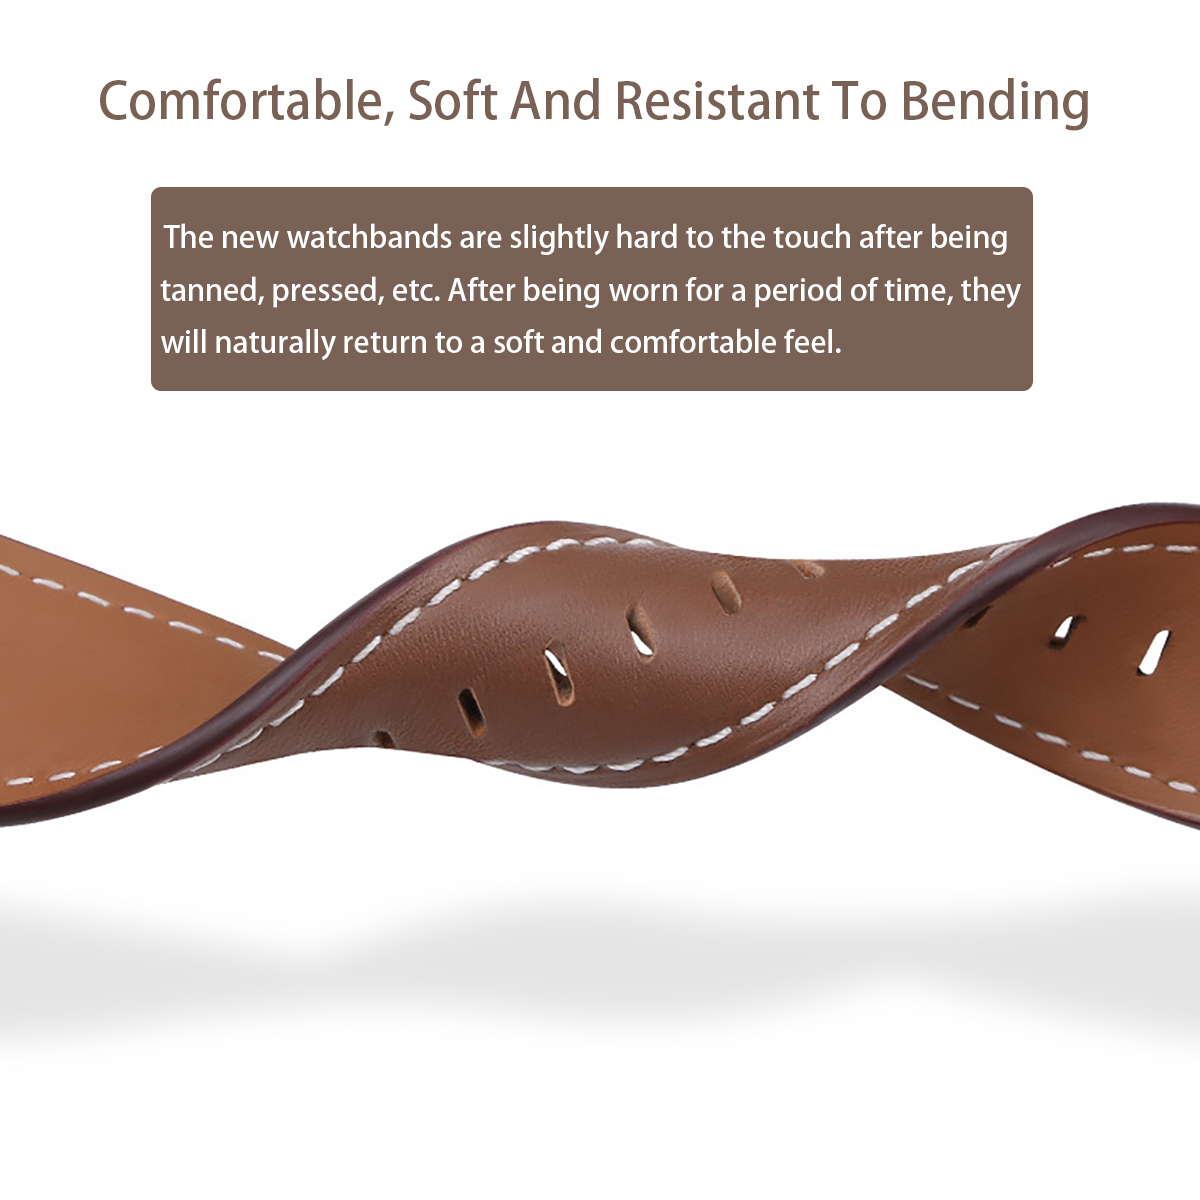 Comfortable, Soft And Resistant To Bending
The new watchbands are slightly hard to the touch after being
tanned, pressed, etc. After being worn for a period of time, they
will naturally return to a soft and comfortable feel.